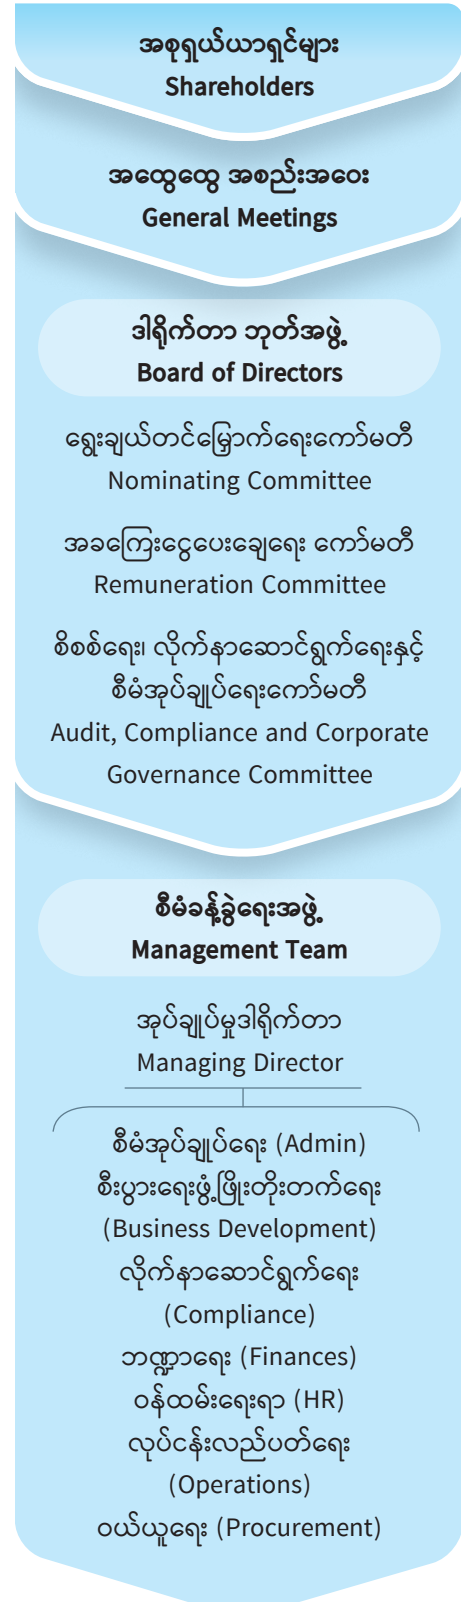 အစုရှယ်ယာရှင်များ
Shareholders
အထွေထွေ အစည်းအဝေး
General Meetings
ဒါရိုက်တာ ဘုတ်အဖွဲ့
Board of Directors
ရွေးချယ်တင်မြှောက်ရေးကော်မတီ
Nominating Committee
အခကြေးငွေပေးချေရေး ကော်မတီ
Remuneration Committee
စိစစ်ရေး၊ လိုက်နာဆောင်ရွက်ရေးနှင့်
စီမံအုပ်ချုပ်ရေးကော်မတီ
Audit, Compliance and Corporate
Governance Committee
စီမံခန့်ခွဲရေးအဖွဲ့
Management Team
အုပ်ချုပ်မှုဒါရိုက်တာ
Managing Director
စီမံအုပ်ချုပ်ရေး (Admin)
စီးပွားရေးဖွံ့ဖြိုးတိုးတက်ရေး
(Business Development)
လိုက်နာဆောင်ရွက်ရေး
(Compliance)
ဘဏ္ဍာရေး (Finances)
ဝန်ထမ်းရေးရာ (HR)
လုပ်ငန်းလည်ပတ်ရေး
(Operations)
ဝယ်ယူရေး (Procurement)